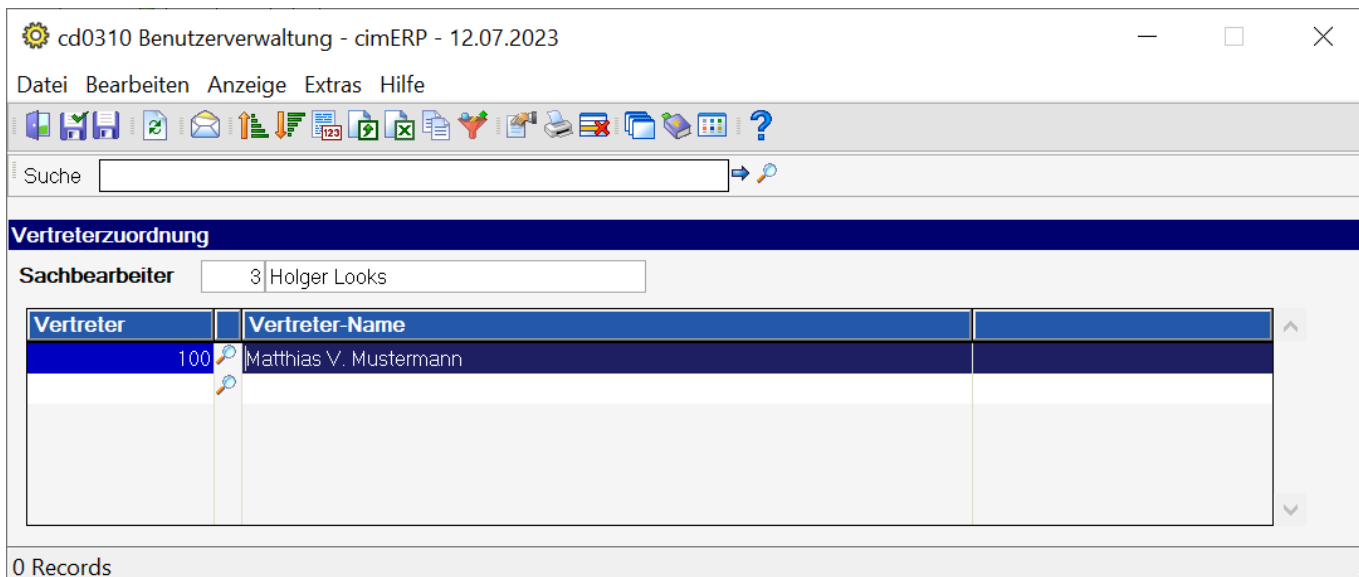 cd0310 Benutzerverwaltung - cimERP - 12.07.2023
Datei Bearbeiten Anzeige Extras Hilfe
123
Suche
Vertreterzuordnung
Sachbearbeiter 3 Holger Looks
Vertreter Vertreter-Name
100 Matthias V. Mustermann
0 Records